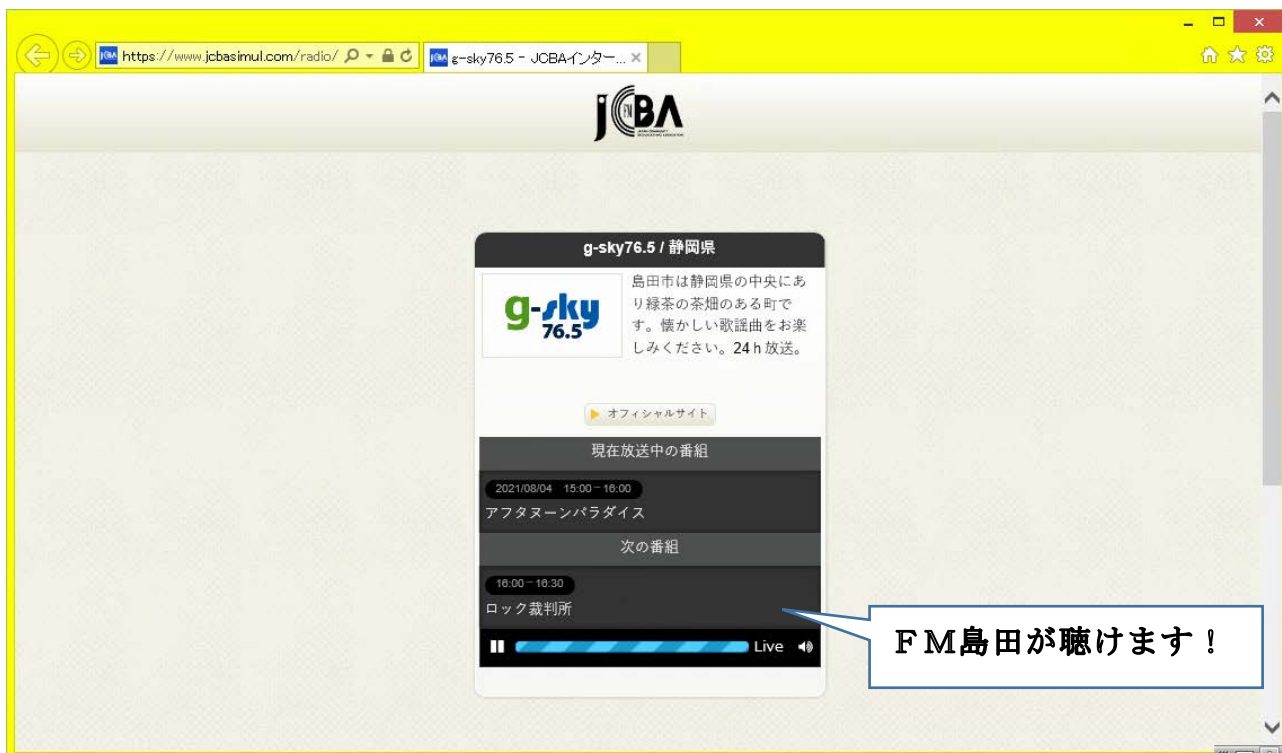 https://www.jcbasimul.com/radio/
g-sky76.5 - JCBAインター...
JCBA
g-sky76.5 / 静岡県
g-sky
76.5
島田市は静岡県の中央にあ
り緑茶の茶畑のある町で
す。懐かしい歌謡曲をお楽
しみください。24ｈ放送。
オフィシャルサイト
現在放送中の番組
2021/08/04 15:00－16:00
アフタヌーンパラダイス
次の番組
16:00－16:30
ロック裁判所
Live
ＦＭ島田が聴けます！